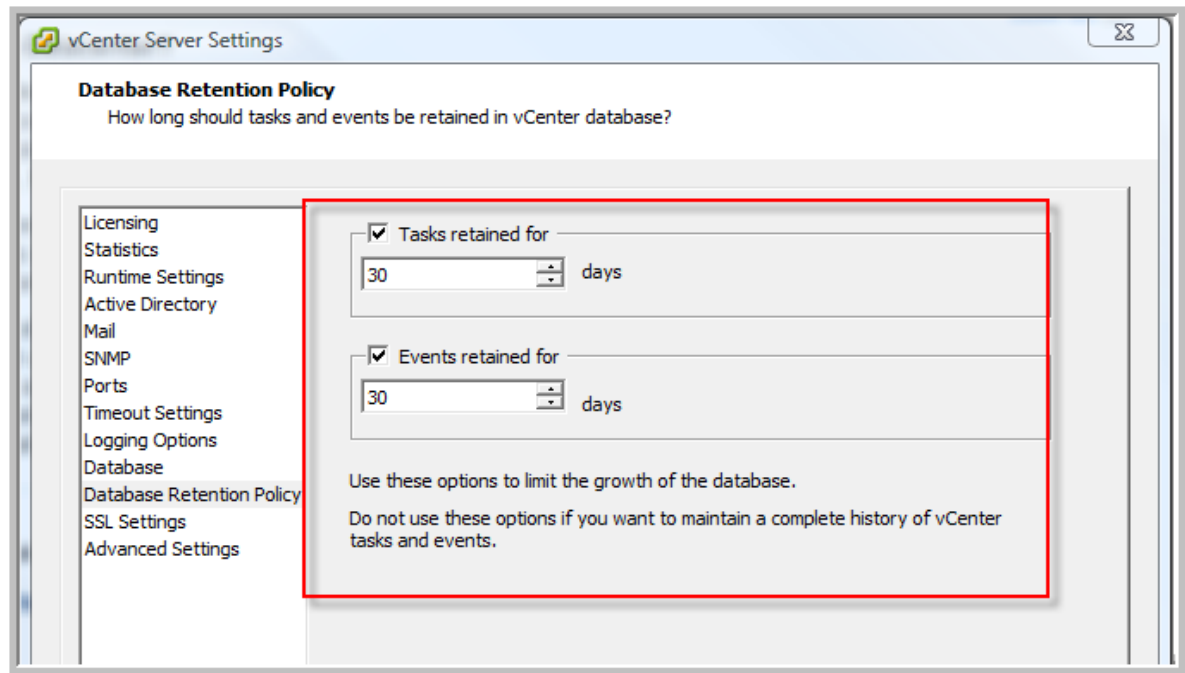 vCenter Server Settings
Database Retention Policy
How long should tasks and events be retained in vCenter database?
Licensing
Statistics
Runtime Settings
Active Directory
Mail
SNMP
Ports
Timeout Settings
Logging Options
Database
Database Retention Policy
SSL Settings
Advanced Settings
Tasks retained for
30 days
Events retained for
30 days
Use these options to limit the growth of the database.
Do not use these options if you want to maintain a complete history of vCenter
tasks and events.